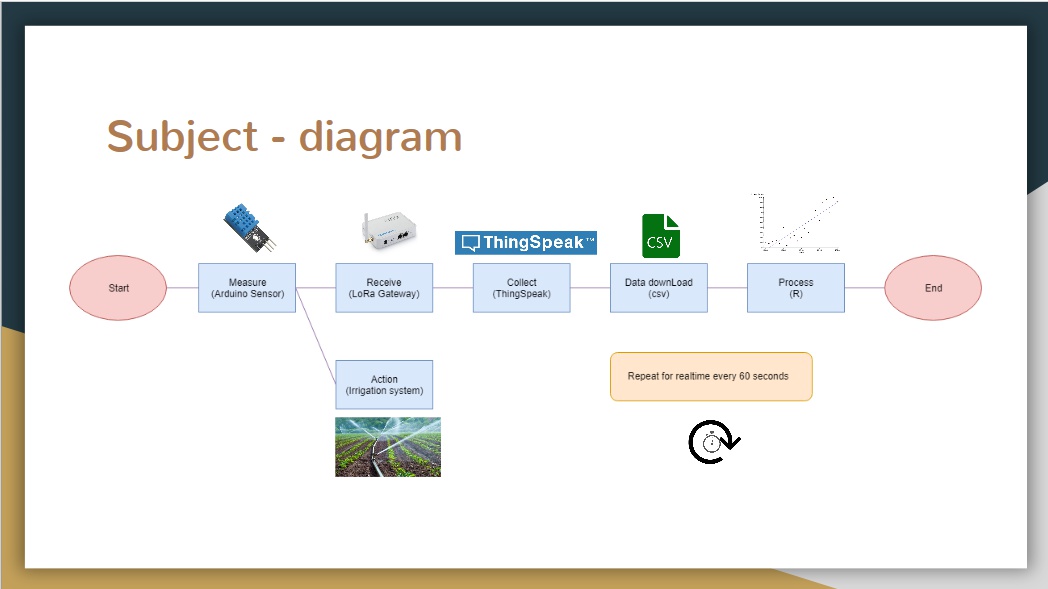 Subject - diagram
ThingSpeak™
CSV
Start
Measure
(Arduino Sensor)
Receive
(LoRa Gateway)
Collect
(ThingSpeak)
Data downLoad
(csv)
Process
(R)
End
Action
(Irrigation system)
Repeat for realtime every 60 seconds